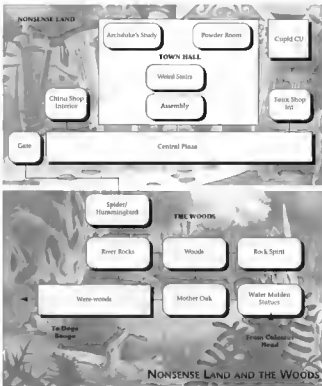 NONSENSE LAND
Archduke's Study
Powder Room
Cupid CU
TOWN HALL
Weird Stairs
China Shop
Interior
Assembly
Faux Shop
Int
Gate
Central Plaza
Spider/
Hummingbird
THE WOODS
River Rocks
Woods
Rock Spirit
Were-woods
Mother Oak
Water Maiden
Statues
To Dogs
From Colossus
Head
NONSENSE LAND AND THE WOODS